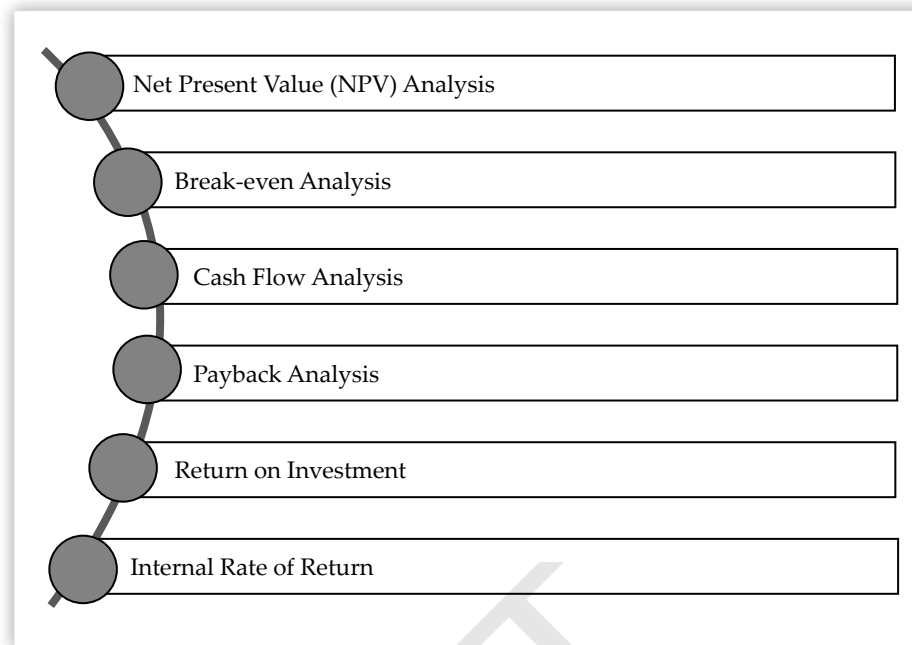 Net Present Value (NPV) Analysis
Break-even Analysis
Cash Flow Analysis
Payback Analysis
Return on Investment
Internal Rate of Return